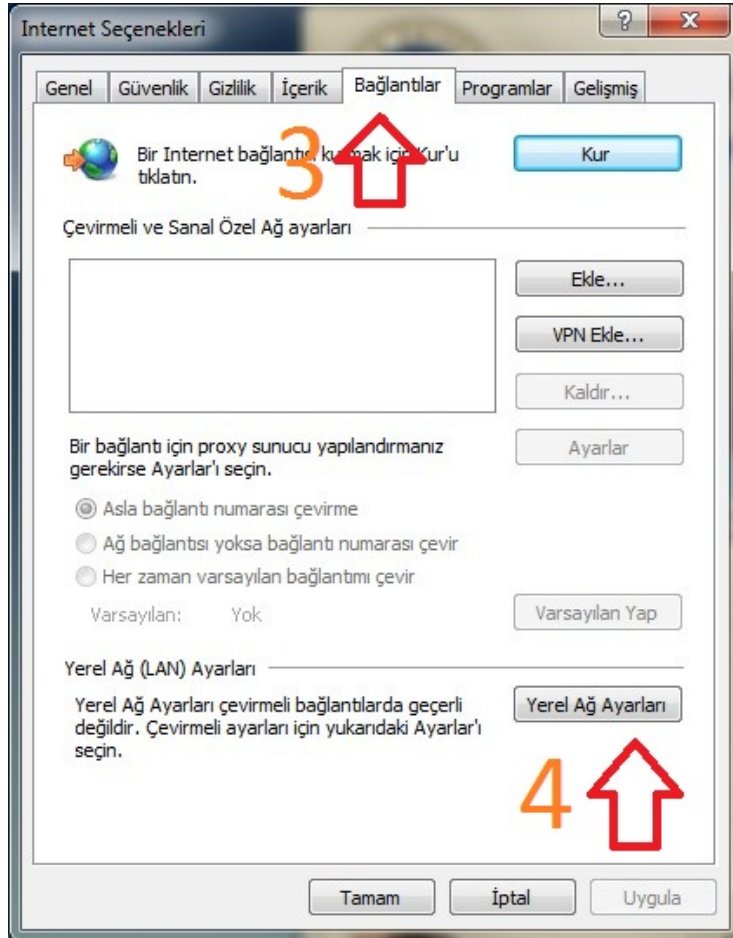 Internet Seçenekleri
Genel Güvenlik Gizlilik İçerik Bağlantılar Programlar Gelişmiş
Bir Internet bağlantısı kurmak için Kur'u
tıklatın.
Kur
3
Çevirmeli ve Sanal Özel Ağ ayarları
Ekle...
VPN Ekle...
Kaldır...
Bir bağlantı için proxy sunucu yapılandırmanız
gerekirse Ayarlar'ı seçin.
Ayarlar
Asla bağlantı numarası çevirme
Ağ bağlantısı yoksa bağlantı numarası çevir
Her zaman varsayılan bağlantımı çevir
Varsayılan: Yok
Varsayılan Yap
Yerel Ağ (LAN) Ayarları
Yerel Ağ Ayarları çevirmeli bağlantılarda geçerli
değildir. Çevirmeli ayarları için yukarıdaki Ayarlar'ı
seçin.
Yerel Ağ Ayarları
4
Tamam İptal Uygula